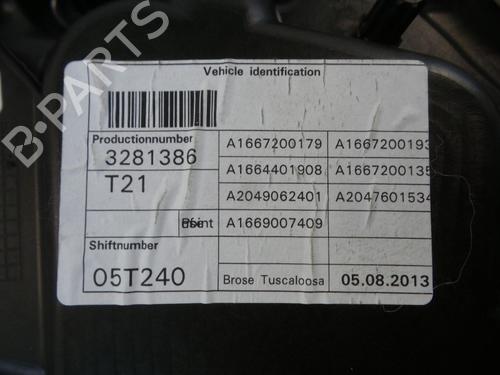 B-PARTS
Vehicle identification
Productionnumber
3281386
T21
A1667200179 A1667200193
A1664401908 A1667200135
A2049062401 A2047601534
A1669007409
Shiftnumber
05T240
Brose Tuscaloosa 05.08.2013